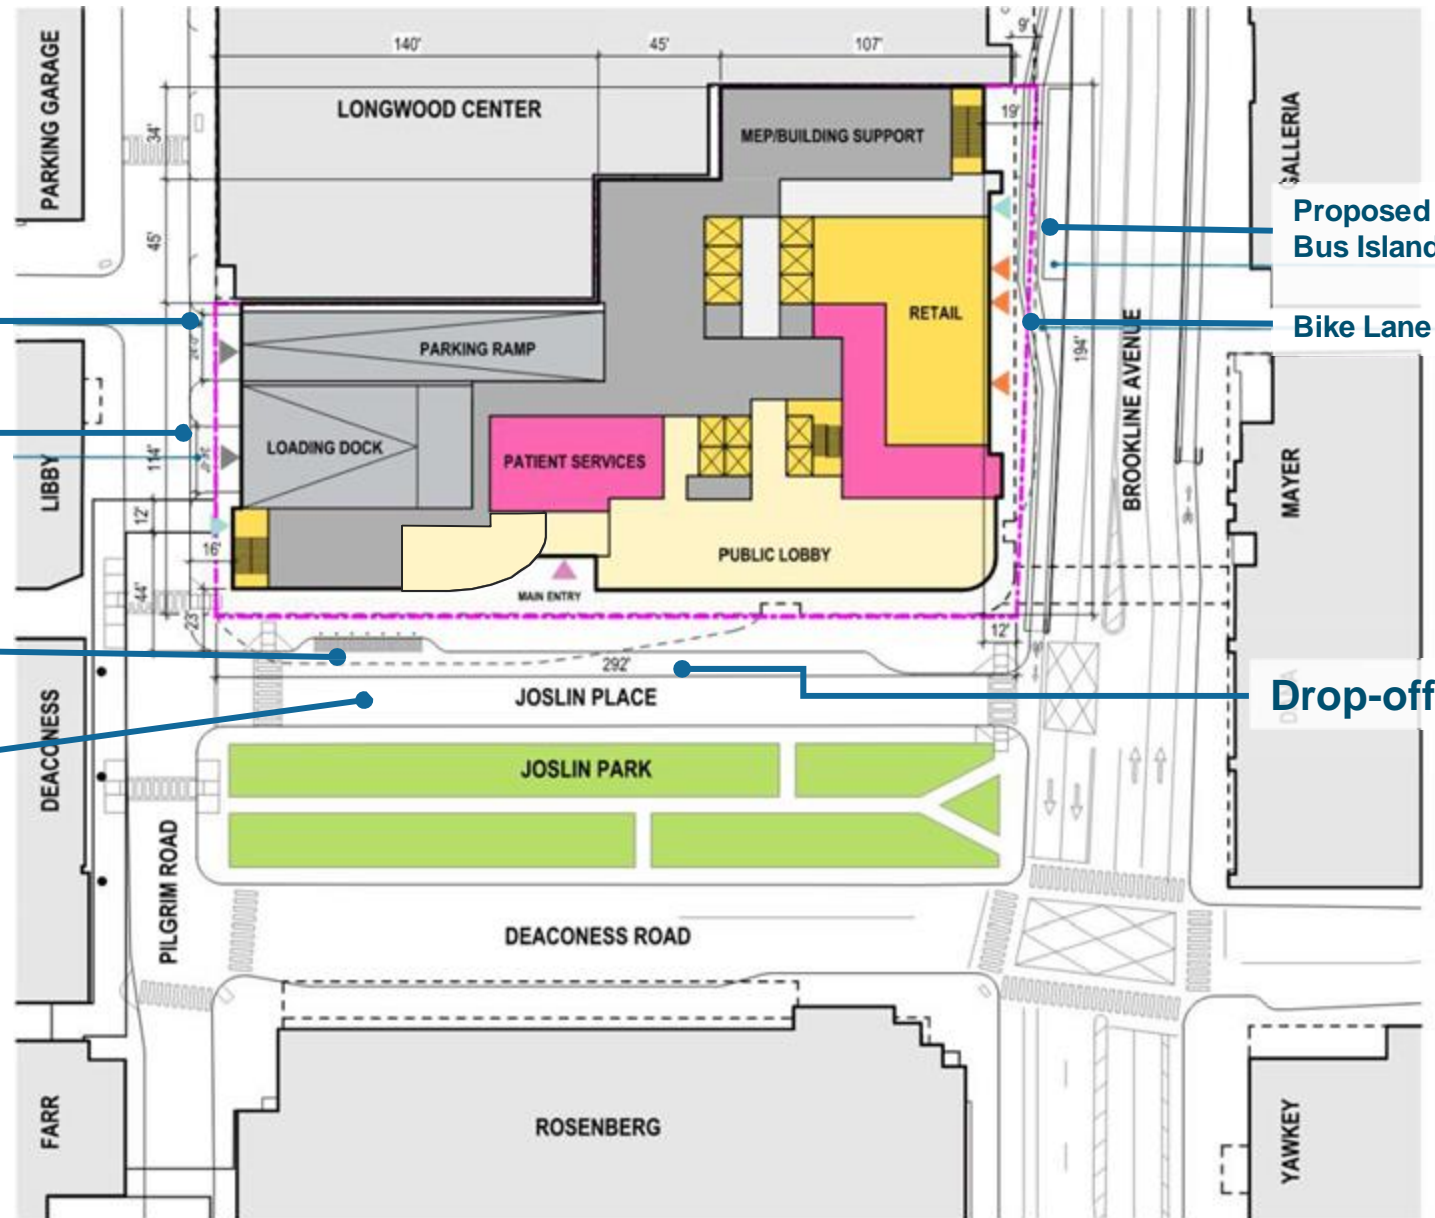 140'
45'
107'
9'
PARKING GARAGE
LONGWOOD CENTER
MEP/BUILDING SUPPORT
19'
GALLERIA
34'
45'
Proposed
Bus Island
RETAIL
Bike Lane
PARKING RAMP
194'
BROOKLINE AVENUE
LOADING DOCK
PATIENT SERVICES
114'
LIBBY
MAYER
12'
16'
PUBLIC LOBBY
MAIN ENTRY
44'
23'
12'
292'
JOSLIN PLACE
Drop-off
DEACONESS
JOSLIN PARK
PILGRIM ROAD
DEACONESS ROAD
FARR
ROSENBERG
YAWKEY